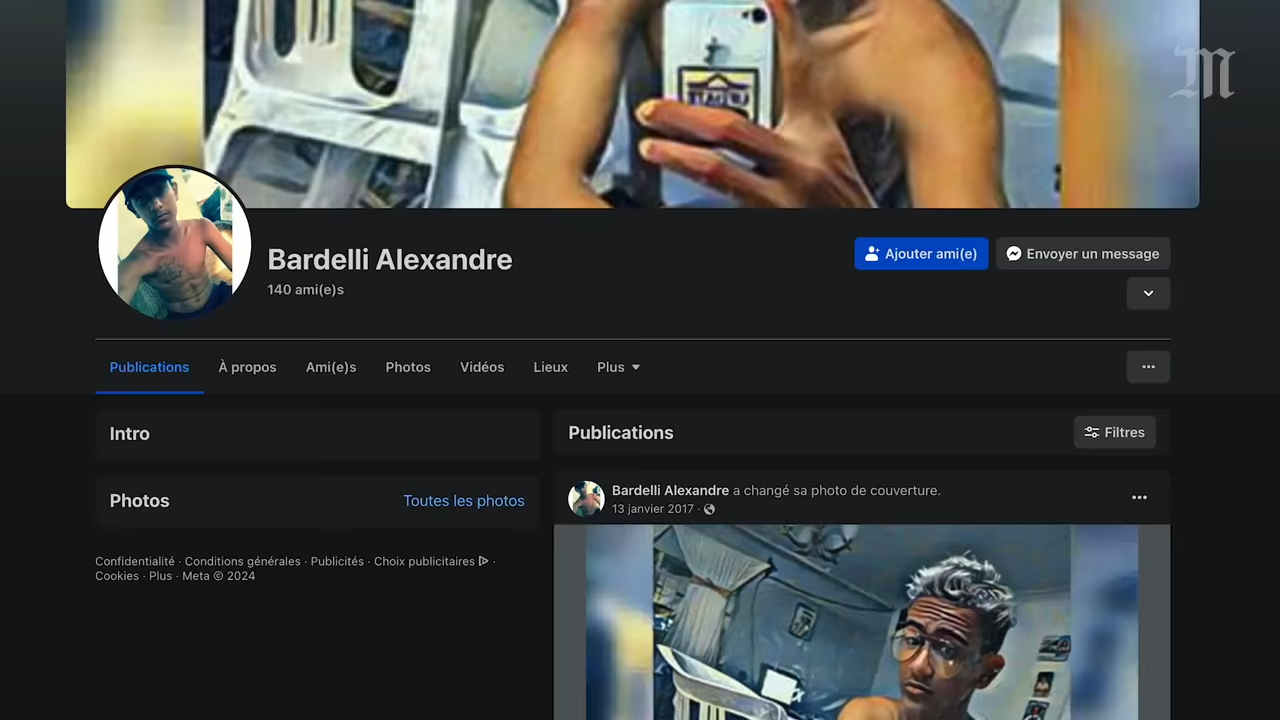 M
Bardelli Alexandre
140 ami(e)s
Ajouter ami(e)
Envoyer un message
Publications
À propos
Ami(e)s
Photos
Vidéos
Lieux
Plus
Intro
Photos
Toutes les photos
Confidentialité · Conditions générales · Publicités · Choix publicitaires ·
Cookies · Plus · Meta © 2024
Publications
Filtres
Bardelli Alexandre a changé sa photo de couverture.
13 janvier 2017 ·